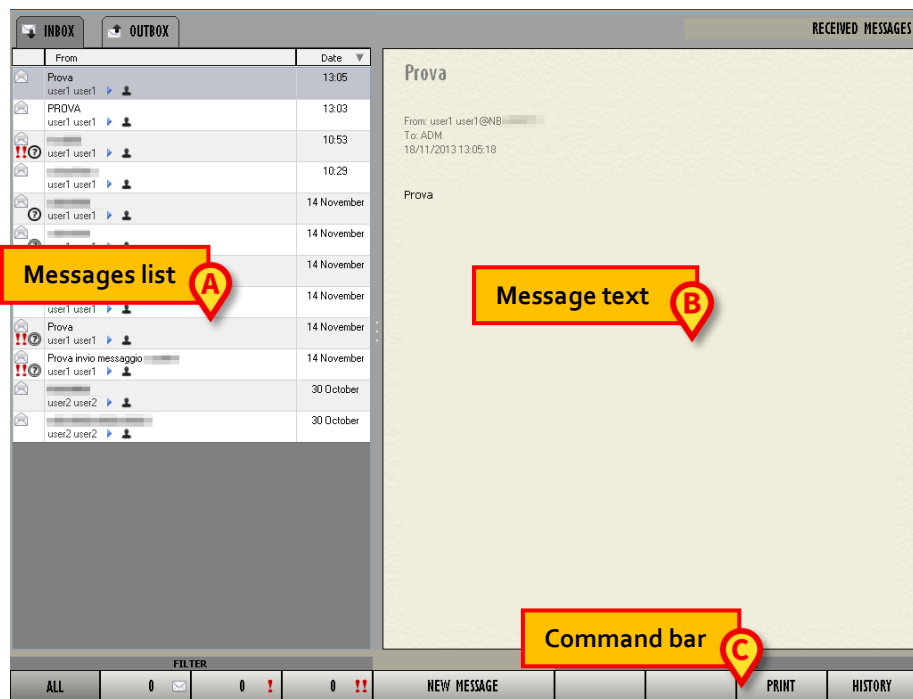 INBOX
OUTBOX
RECEIVED MESSAGES
From
Date
Prova
13:05
user1 user1
PROVA
13:03
user1 user1
10:53
user1 user1
10:29
user1 user1
14 November
user1 user1
14 November
14 November
14 November
user1 user1
Prova
14 November
user1 user1
Prova invio messaggio
14 November
user1 user1
30 October
user2 user2
30 October
user2 user2
Prova
From: user1 user1@NB
To: ADM
18/11/2013 13:05:18
Prova
Messages list
A
Message text
B
Command bar
C
FILTER
ALL
0
0 !
0 !!
NEW MESSAGE
PRINT
HISTORY